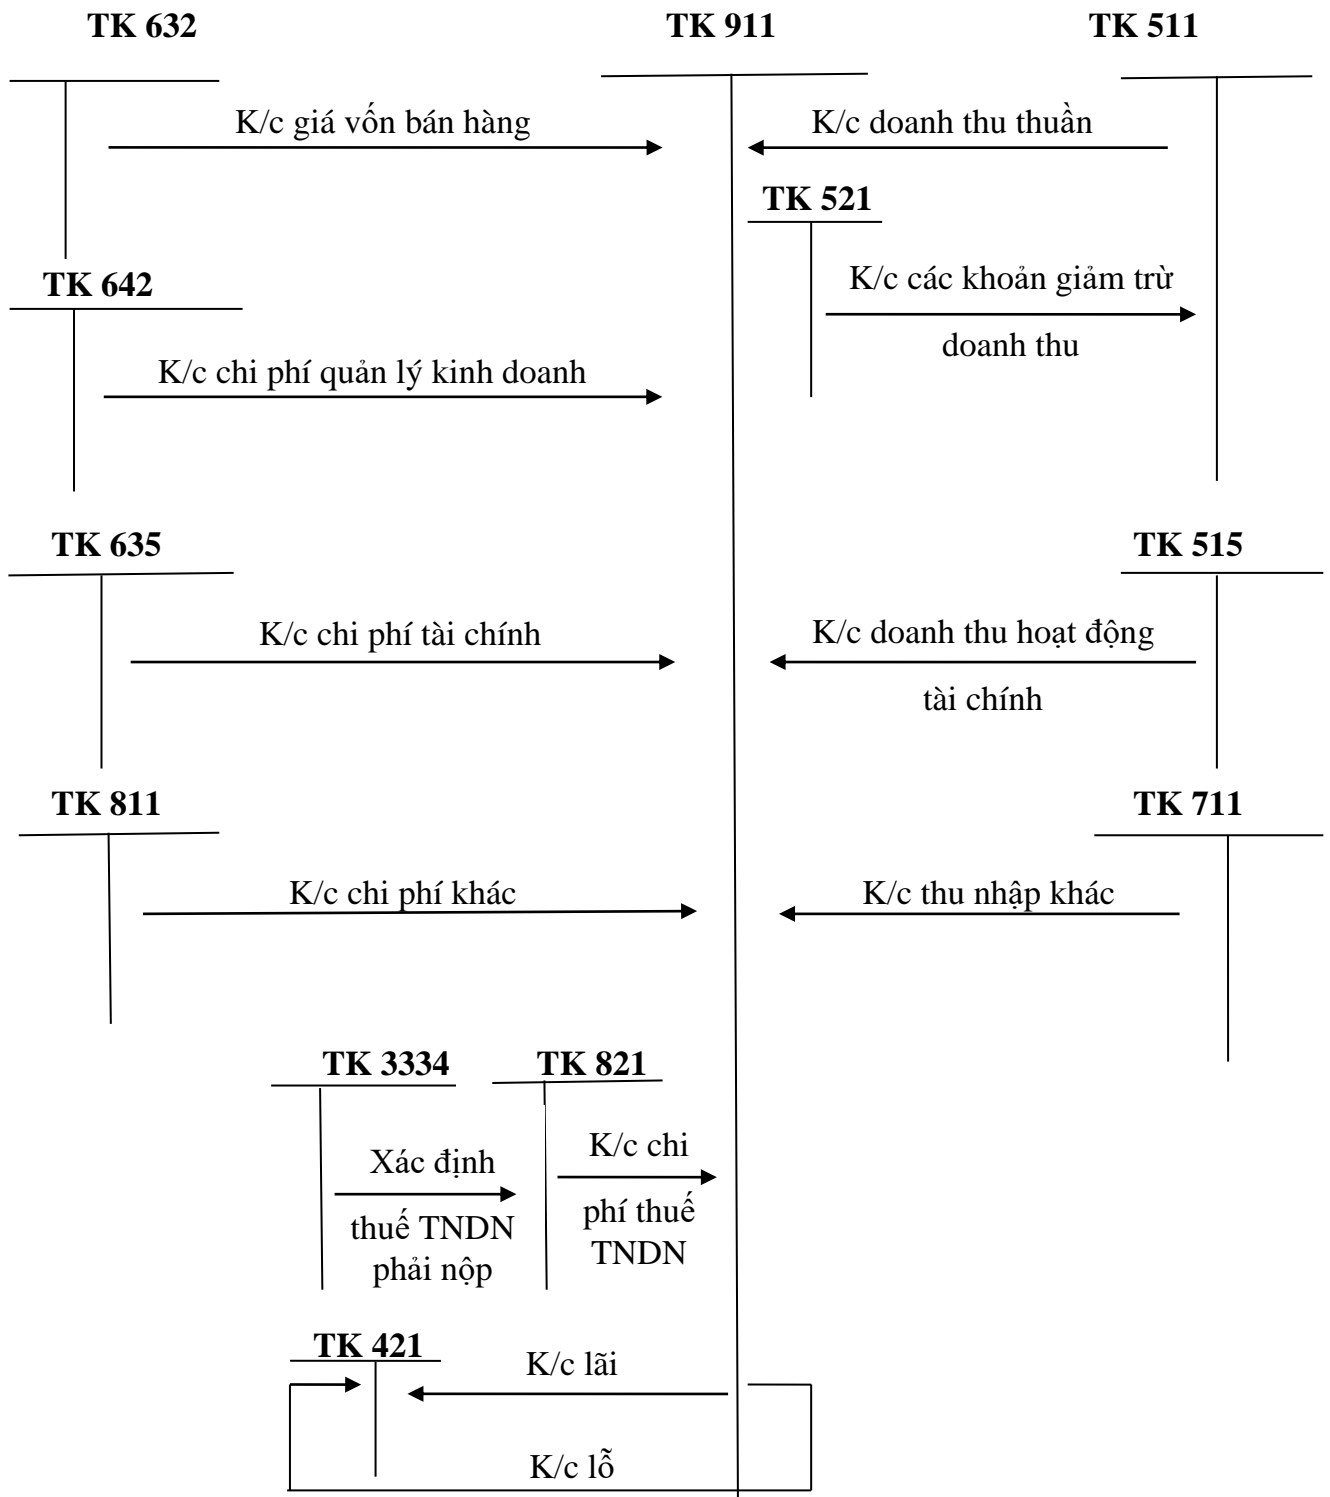 TK 632
TK 911
TK 511
K/c giá vốn bán hàng
K/c doanh thu thuần
TK 521
TK 642
K/c các khoản giảm trừ
doanh thu
K/c chi phí quản lý kinh doanh
TK 635
TK 515
K/c chi phí tài chính
K/c doanh thu hoạt động
tài chính
TK 811
TK 711
K/c chi phí khác
K/c thu nhập khác
TK 3334
TK 821
Xác định
thuế TNDN
phải nộp
K/c chi
phí thuế
TNDN
TK 421
K/c lãi
K/c lỗ